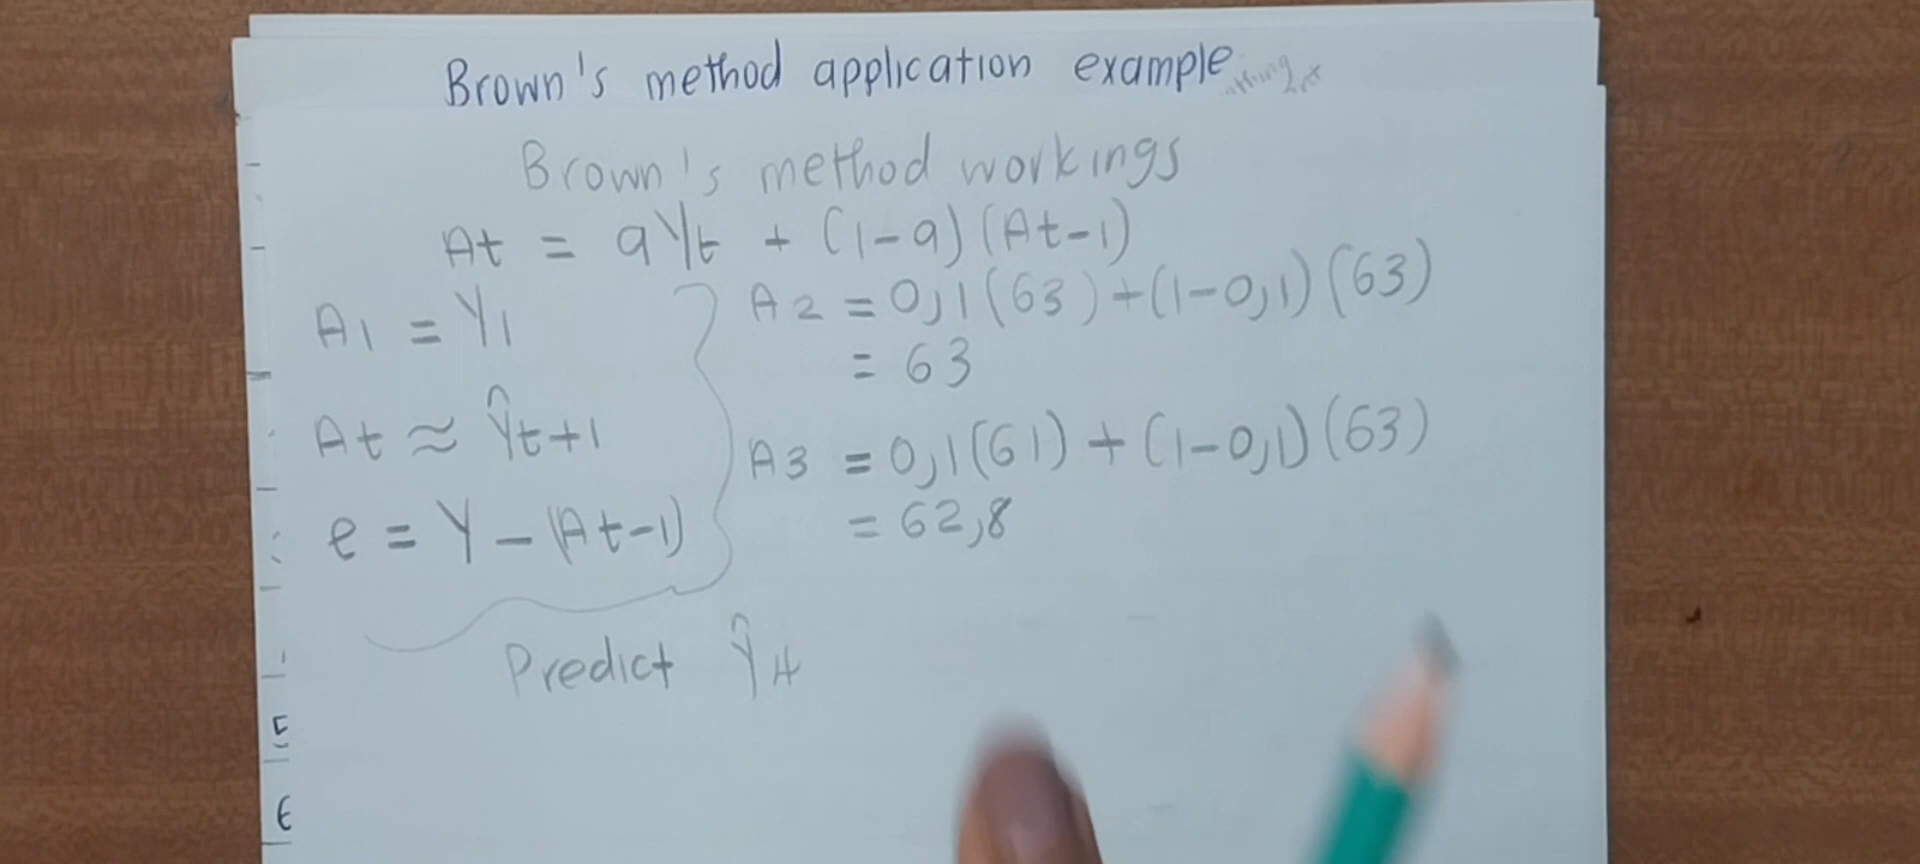 Brown's method application example
Brown's method workings
At = aYt + (1-a)(At-1)
A1 = Y1
At ≈ Ŷt+1
e = Y - (At-1)
A2 = 0,1(63)+(1-0,1)(63)
= 63
A3 = 0,1(61) + (1-0,1)(63)
= 62,8
Predict Ŷ4
5
6